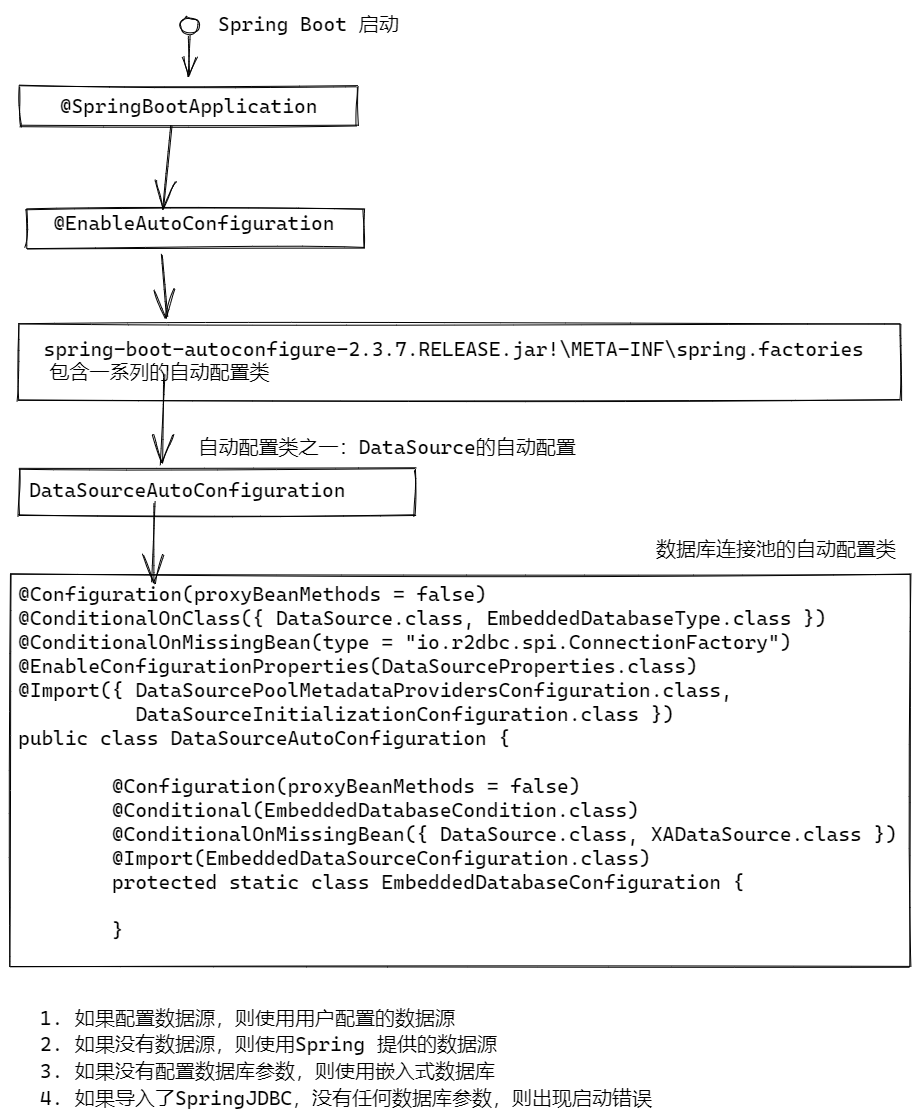 Spring Boot 启动
@SpringBootApplication
@EnableAutoConfiguration
spring-boot-autoconfigure-2.3.7.RELEASE.jar!\META-INF\spring.factories
包含一系列的自动配置类
自动配置类之一: DataSource的自动配置
DataSourceAutoConfiguration
数据库连接池的自动配置类
@Configuration(proxyBeanMethods = false)
@ConditionalOnClass({ DataSource.class, EmbeddedDatabaseType.class })
@ConditionalOnMissingBean(type = "io.r2dbc.spi.ConnectionFactory")
@EnableConfigurationProperties(DataSourceProperties.class)
@Import({ DataSourcePoolMetadataProvidersConfiguration.class,
DataSourceInitializationConfiguration.class })
public class DataSourceAutoConfiguration {
@Configuration(proxyBeanMethods = false)
@Conditional(EmbeddedDatabaseCondition.class)
@ConditionalOnMissingBean({ DataSource.class, XADataSource.class })
@Import(EmbeddedDataSourceConfiguration.class)
protected static class EmbeddedDatabaseConfiguration {
}
1. 如果配置数据源，则使用用户配置的数据源
2. 如果没有数据源，则使用Spring 提供的数据源
3. 如果没有配置数据库参数，则使用嵌入式数据库
4. 如果导入了SpringJDBC，没有任何数据库参数，则出现启动错误